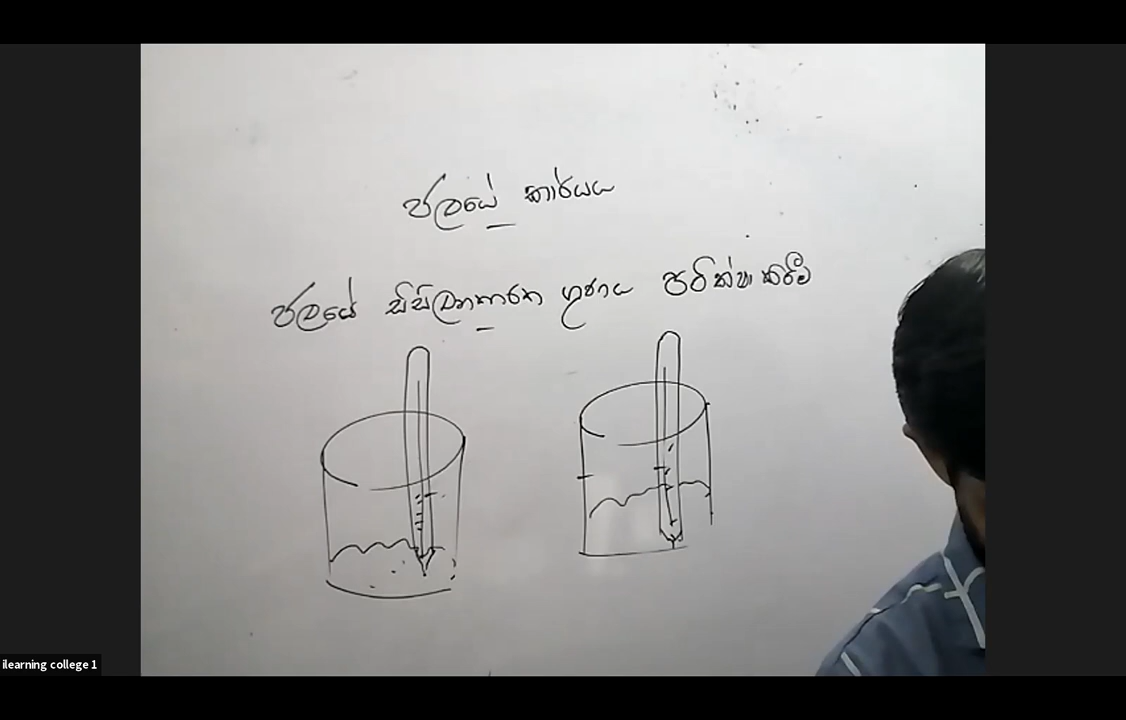 ජලයේ කාර්යය
ජලයේ සිසිලනකාරක ගුණය පරික්ෂා කිරීම
ilearning college 1